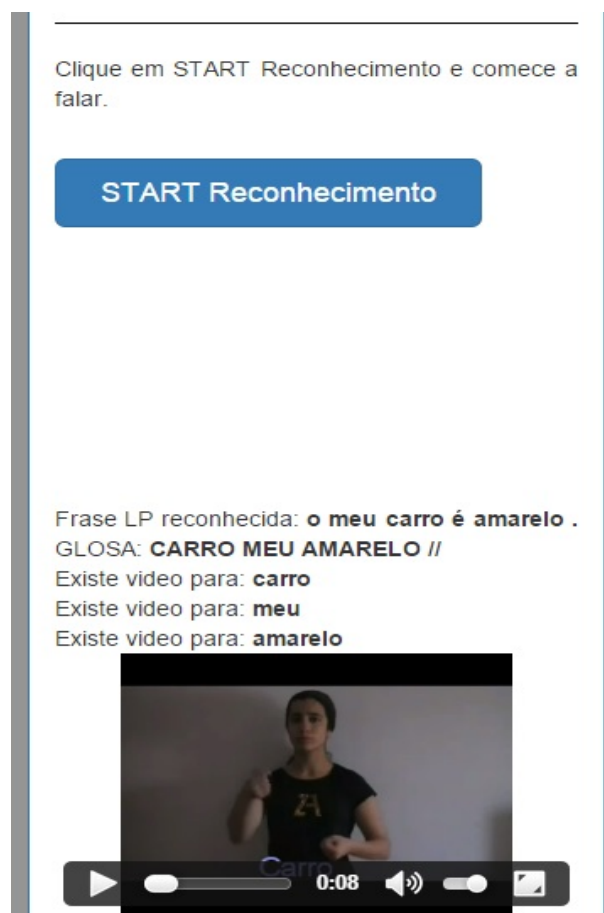 Clique em START Reconhecimento e comece a
falar.
START Reconhecimento
Frase LP reconhecida: o meu carro é amarelo .
GLOSA: CARRO MEU AMARELO //
Existe video para: carro
Existe video para: meu
Existe video para: amarelo
Carro
0:08